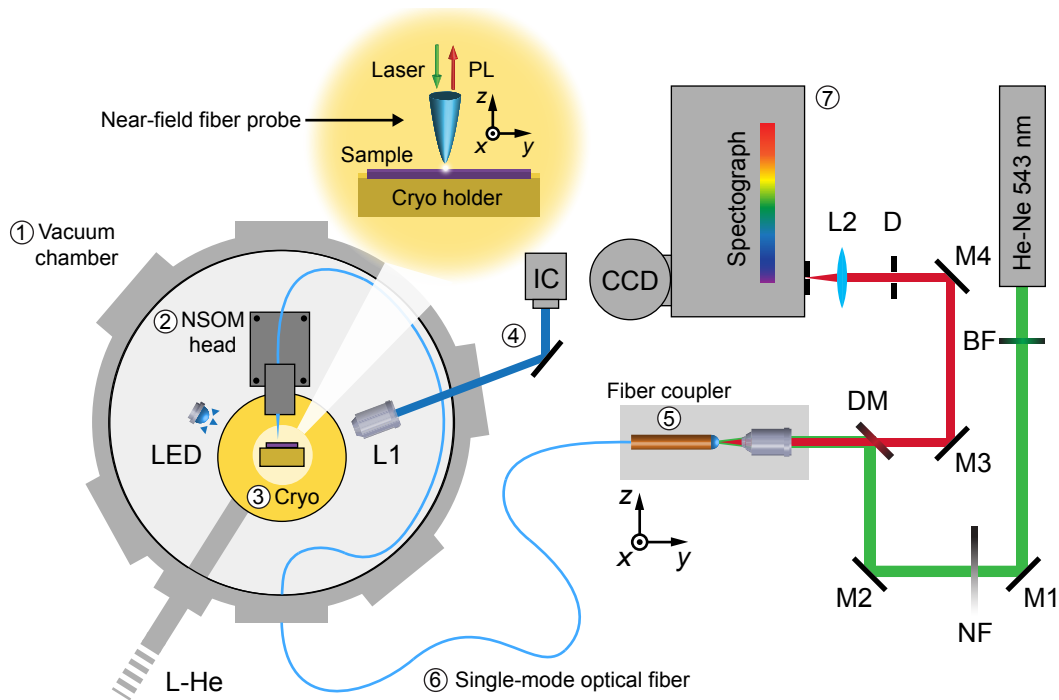 Laser
PL
z
x
y
Near-field fiber probe
Sample
Cryo holder
① Vacuum
chamber
② NSOM
head
LED
③ Cryo
L1
L-He
④
IC
CCD
Spectograph
⑦
L2
D
M4
He-Ne 543 nm
BF
Fiber coupler
⑤
DM
M3
z
x
y
M2
NF
M1
⑥ Single-mode optical fiber